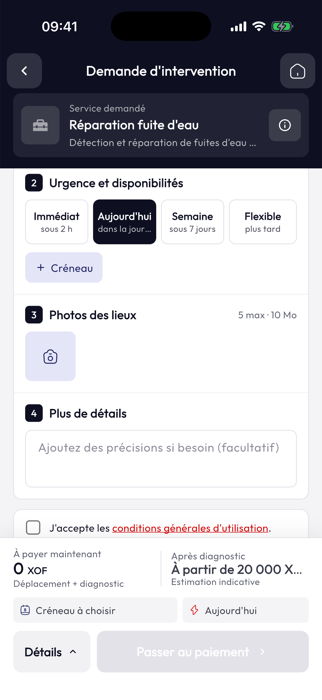 09:41
Demande d'intervention
Service demandé
Réparation fuite d'eau
Détection et réparation de fuites d'eau ...
2 Urgence et disponibilités
Immédiat
sous 2 h
Aujourd'hui
dans la jour...
Semaine
sous 7 jours
Flexible
plus tard
+ Créneau
3 Photos des lieux
5 max · 10 Mo
4 Plus de détails
Ajoutez des précisions si besoin (facultatif)
J'accepte les conditions générales d'utilisation.
À payer maintenant
0 XOF
Déplacement + diagnostic
Après diagnostic
À partir de 20 000 X...
Estimation indicative
Créneau à choisir
Aujourd'hui
Détails
Passer au paiement